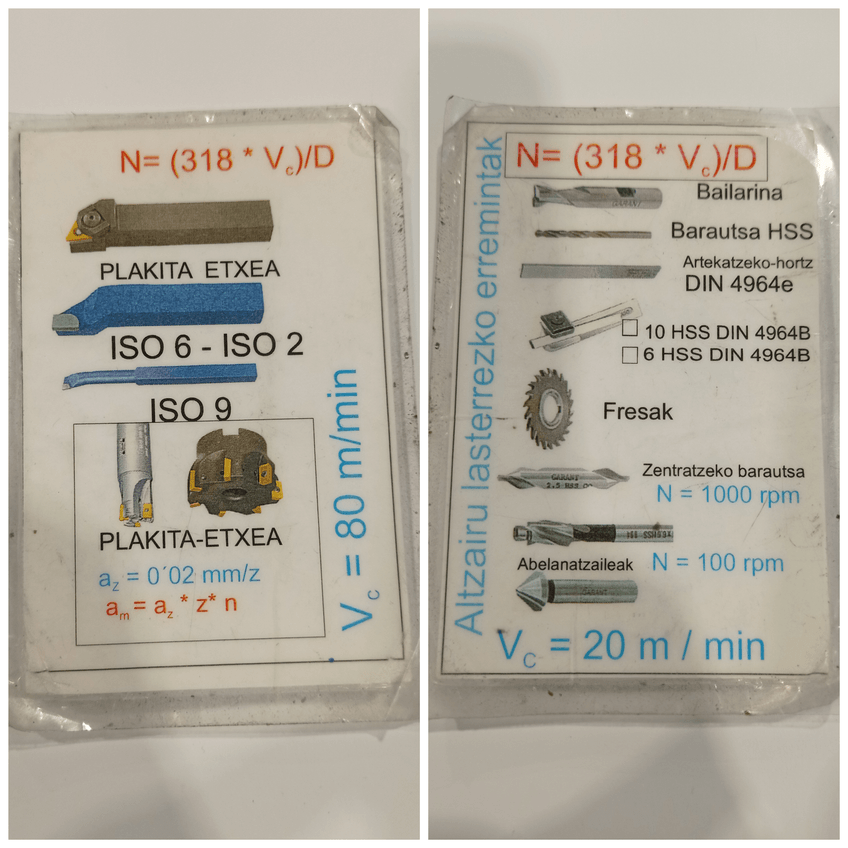 N= (318 * Vc)/D
PLAKITA ETXEA
ISO 6 - ISO 2
ISO 9
PLAKITA-ETXEA
az = 0´02 mm/z
am = az * z* n
Vc = 80 m/min
Altzairu lasterrezko erremintak
N= (318 * Vc)/D
Bailarina
Barautsa HSS
Artekatzeko-hortz
DIN 4964e
10 HSS DIN 4964B
6 HSS DIN 4964B
Fresak
GARANT
Zentratzeko barautsa
N = 1000 rpm
Abelanatzaileak
N = 100 rpm
GARANT
Vc = 20 m / min